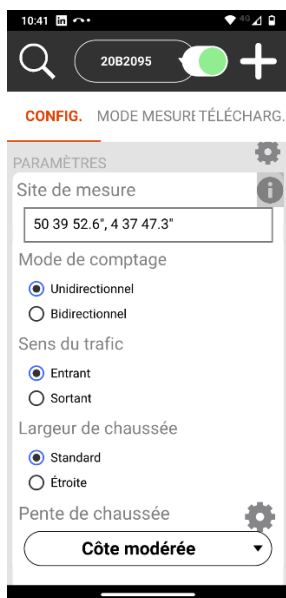 10:41
4G
20B2095
CONFIG. MODE MESURE TÉLÉCHARG.
PARAMÈTRES
Site de mesure
50 39 52.6", 4 37 47.3"
Mode de comptage
Unidirectionnel
Bidirectionnel
Sens du trafic
Entrant
Sortant
Largeur de chaussée
Standard
Étroite
Pente de chaussée
Côte modérée